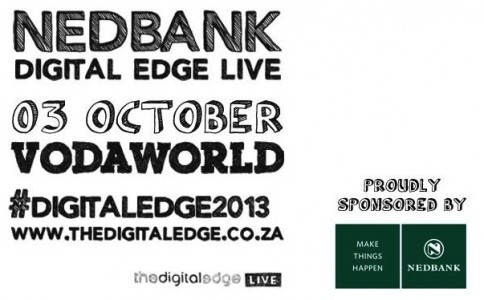 NEDBANK
DIGITAL EDGE LIVE
03 OCTOBER
VODAWORLD
#DIGITALEDGE2013
WWW.THEDIGITALEDGE.CO.ZA
thedigitaledge LIVE
PROUDLY
SPONSORED BY
MAKE
THINGS
HAPPEN
NEDBANK